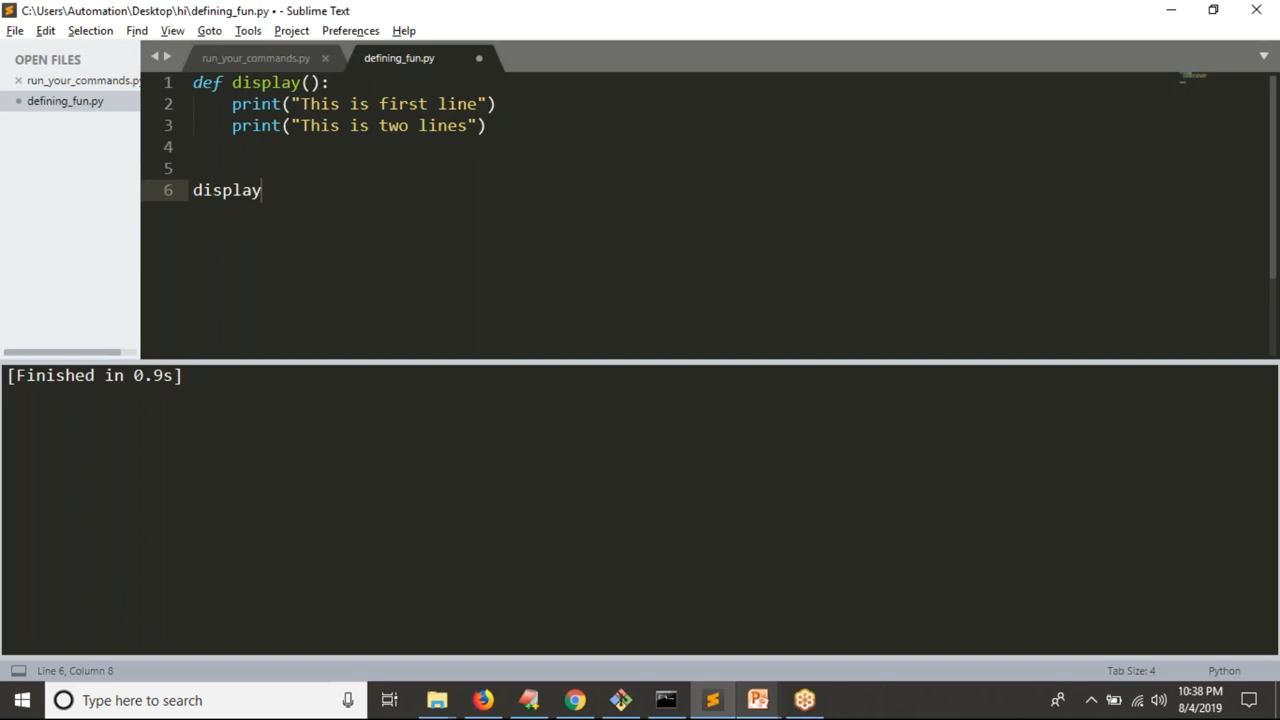 C:\Users\Automation\Desktop\hi\defining_fun.py • - Sublime Text
File Edit Selection Find View Goto Tools Project Preferences Help
OPEN FILES
run_your_commands.py
defining_fun.py
run_your_commands.py
defining_fun.py
1 def display():
2 print("This is first line")
3 print("This is two lines")
4
5
6 display
[Finished in 0.9s]
Line 6, Column 8
Tab Size: 4
Python
Type here to search
10:38 PM
8/4/2019